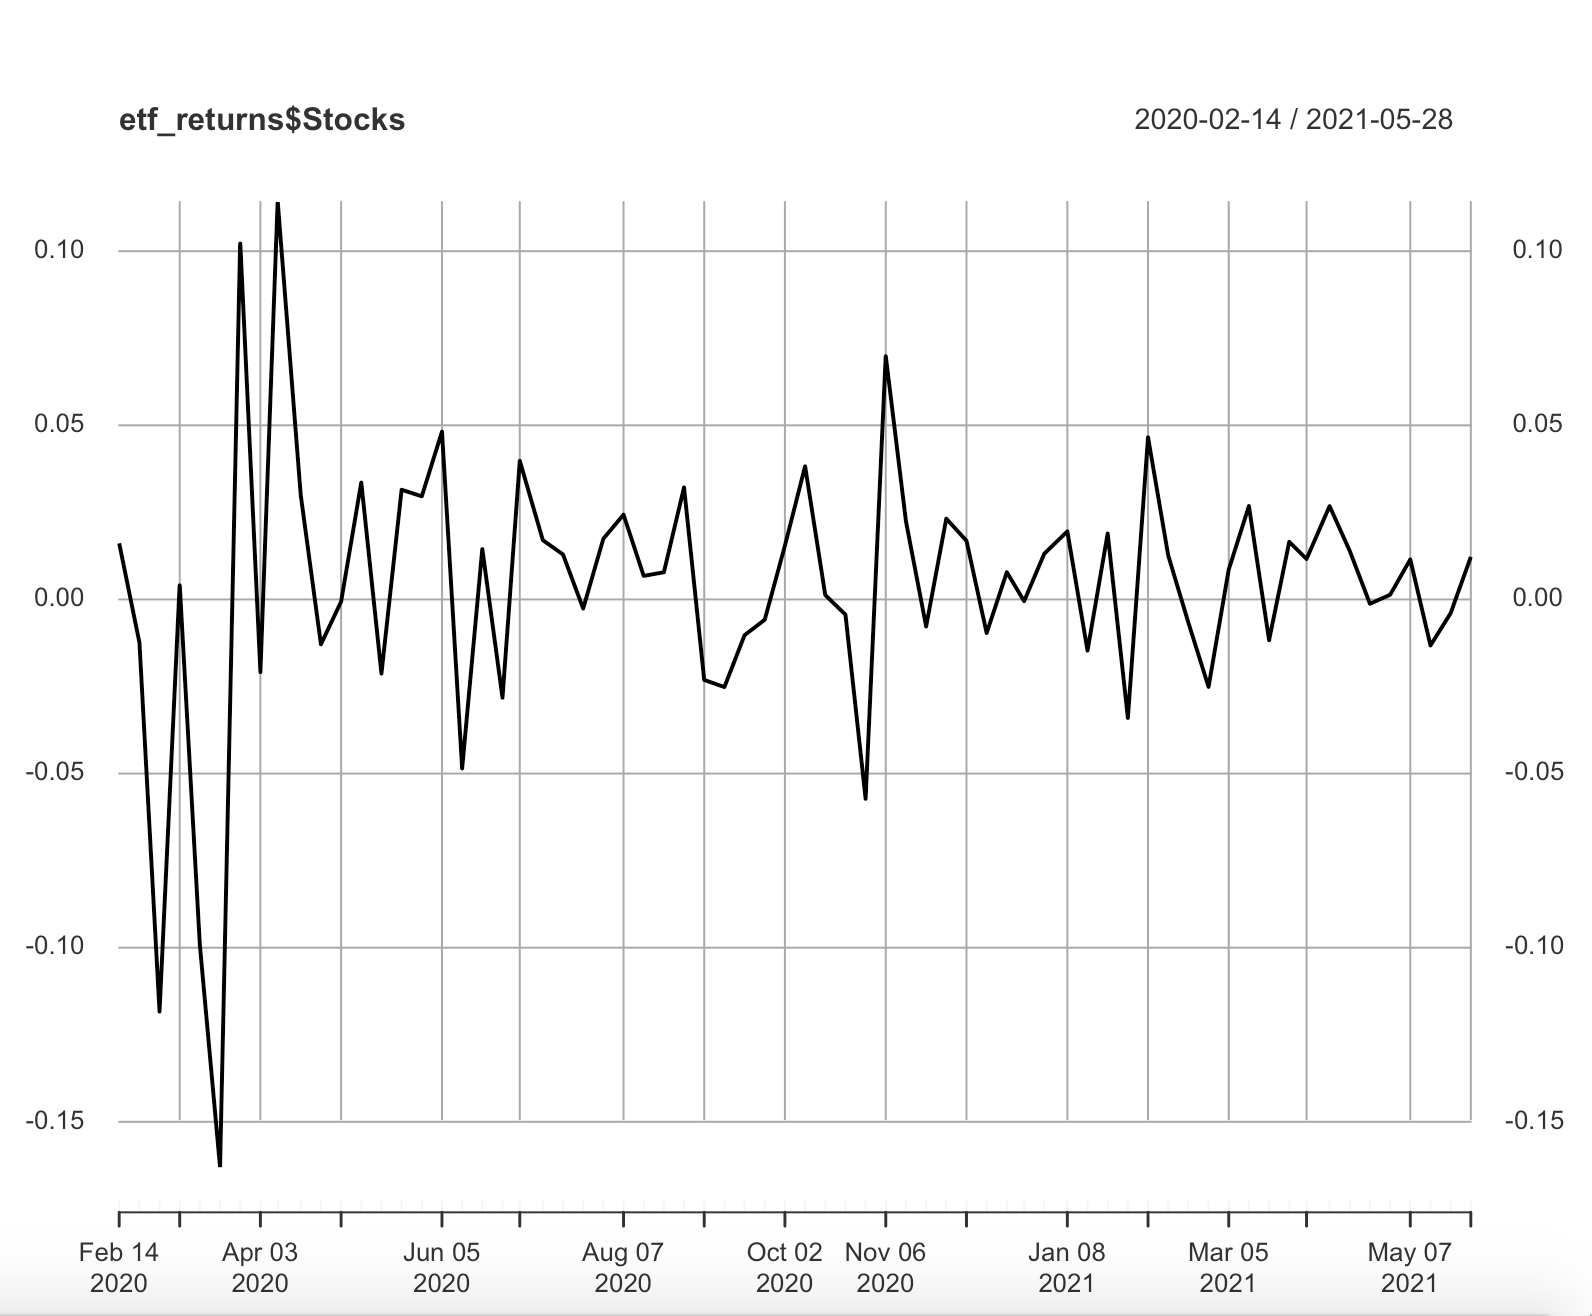 etf_returns$Stocks 2020-02-14 / 2021-05-28
0.10 0.10
0.05 0.05
0.00 0.00
-0.05 -0.05
-0.10 -0.10
-0.15 -0.15
Feb 14 Apr 03 Jun 05 Aug 07 Oct 02 Nov 06 Jan 08 Mar 05 May 07
2020 2020 2020 2020 2020 2020 2021 2021 2021